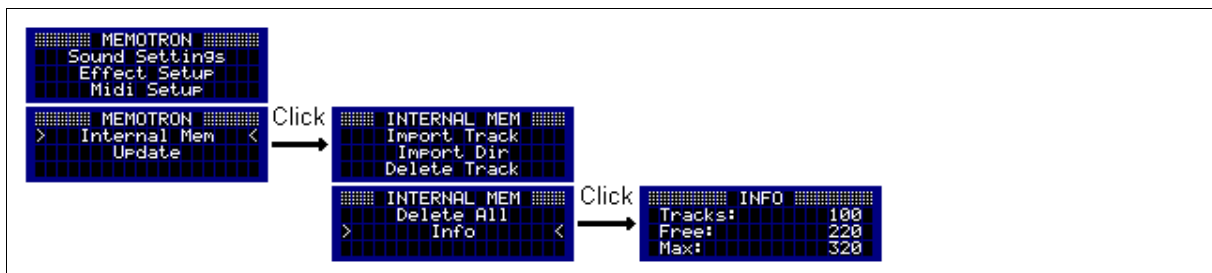 MEMOTRON
Sound Settings
Effect Setup
Midi Setup
MEMOTRON
> Internal Mem <
Update
Click
INTERNAL MEM
Import Track
Import Dir
Delete Track
INTERNAL MEM
Delete All
> Info <
Click
INFO
Tracks: 100
Free: 220
Max: 320